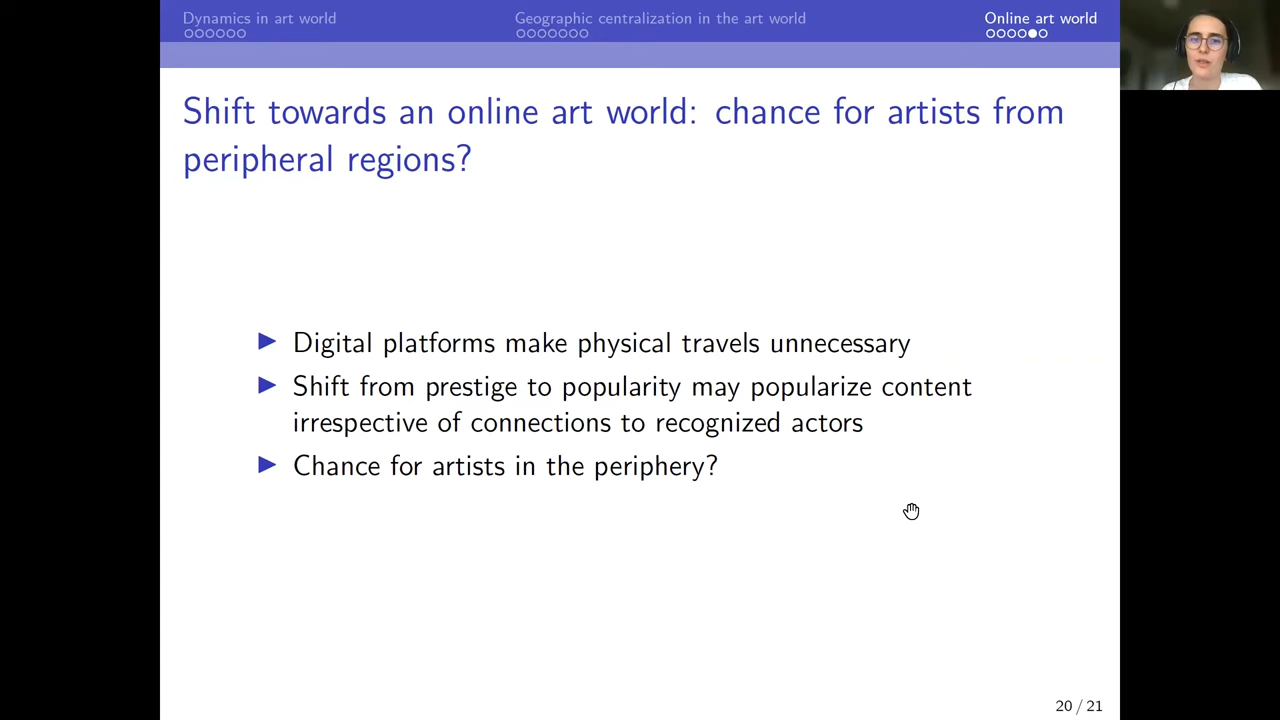 Dynamics in art world
Geographic centralization in the art world
Online art world
Shift towards an online art world: chance for artists from
peripheral regions?
Digital platforms make physical travels unnecessary
Shift from prestige to popularity may popularize content
irrespective of connections to recognized actors
Chance for artists in the periphery?
20 / 21